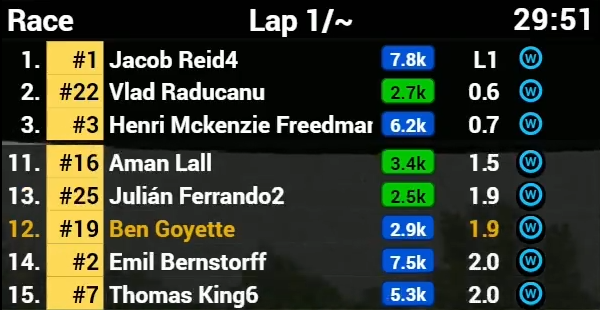 Race Lap 1/~ 29:51
1. #1 Jacob Reid4 7.8k L1 W
2. #22 Vlad Raducanu 2.7k 0.6 W
3. #3 Henri Mckenzie Freedmar 6.2k 0.7 W
11. #16 Aman Lall 3.4k 1.5 W
13. #25 Julián Ferrando2 2.5k 1.9 W
12. #19 Ben Goyette 2.9k 1.9 W
14. #2 Emil Bernstorff 7.5k 2.0 W
15. #7 Thomas King6 5.3k 2.0 W